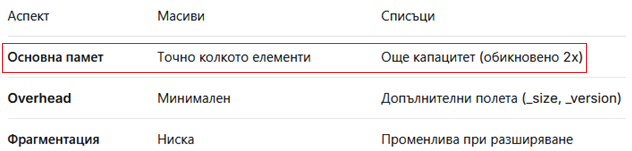 Аспект Масиви Списъци
Основна памет Точно колкото елементи Още капацитет (обикновено 2x)
Overhead Минимален Допълнителни полета (_size, _version)
Фрагментация Ниска Променлива при разширяване